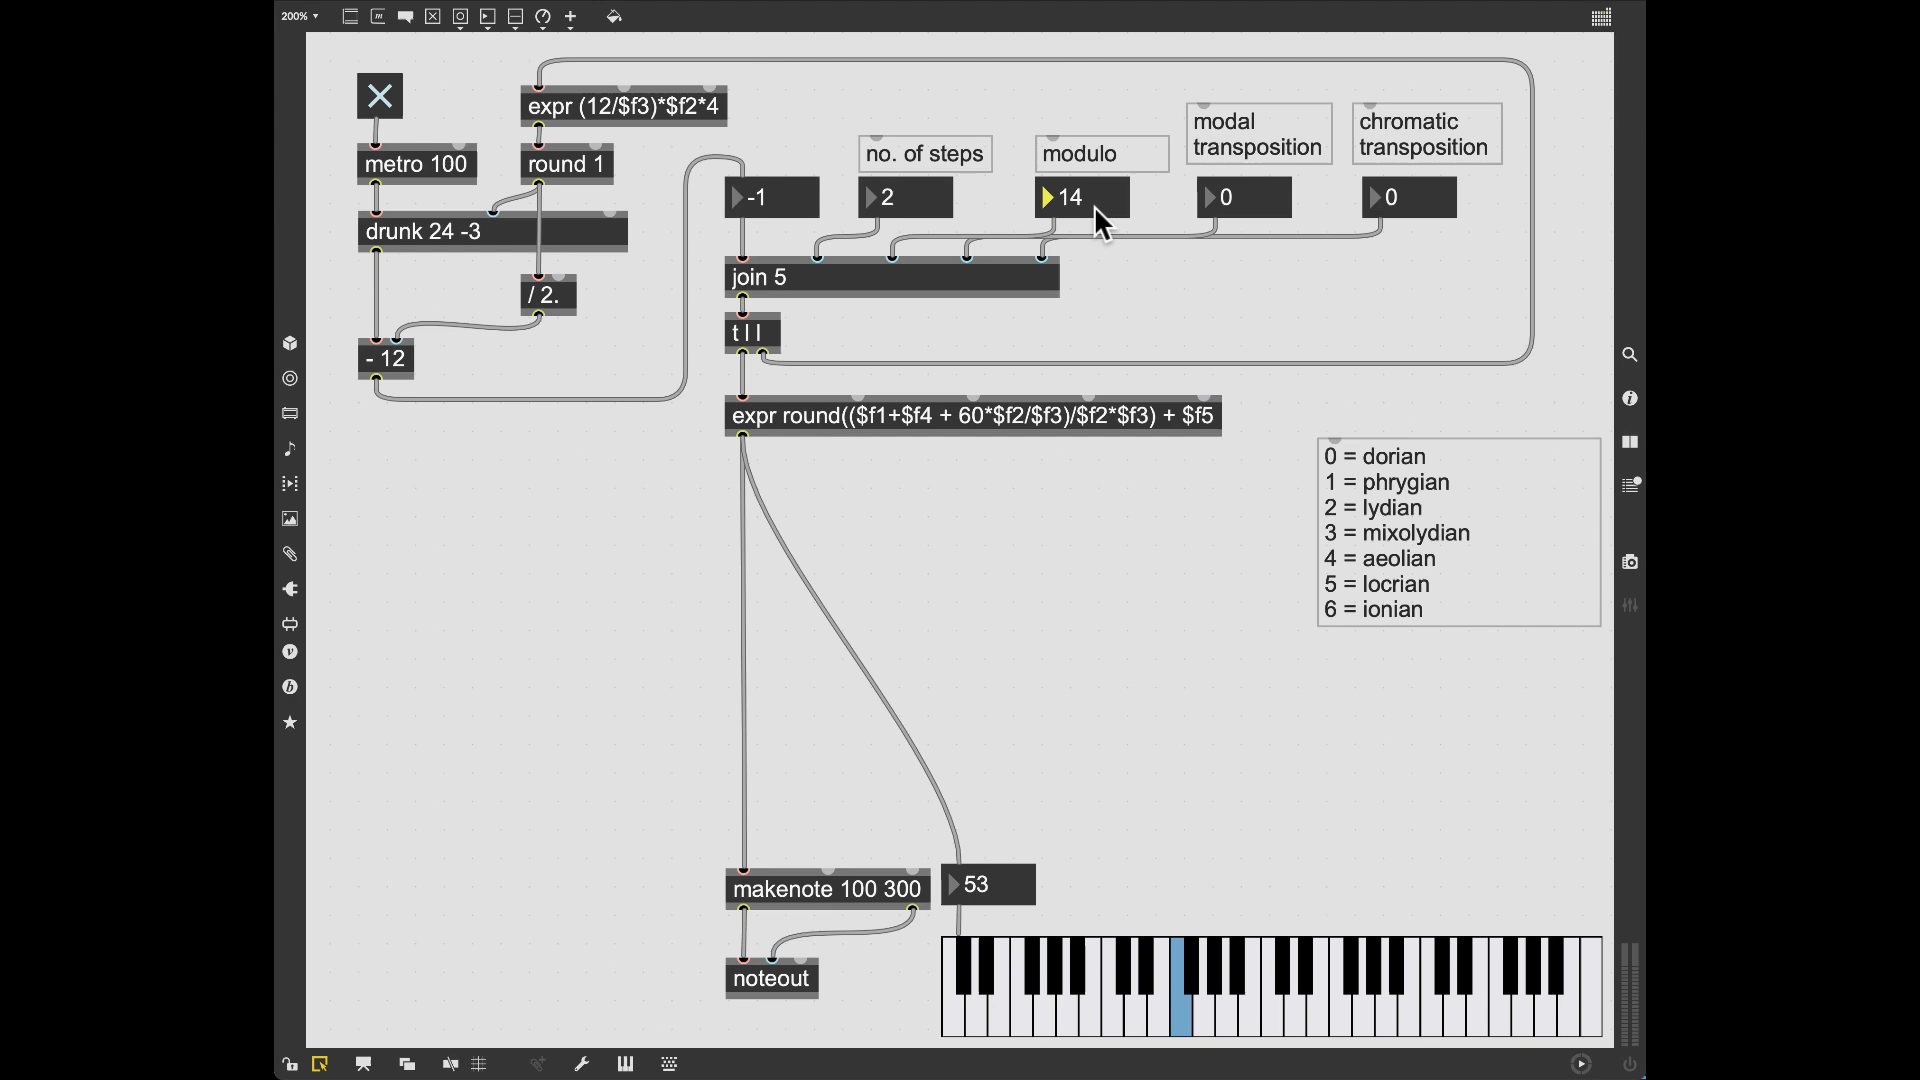 200%
expr (12/$f3)*$f2*4
metro 100
round 1
drunk 24 -3
/ 2.
- 12
no. of steps
modulo
modal
transposition
chromatic
transposition
-1
2
14
0
0
join 5
t l l
expr round(($f1+$f4 + 60*$f2/$f3)/$f2*$f3) + $f5
0 = dorian
1 = phrygian
2 = lydian
3 = mixolydian
4 = aeolian
5 = locrian
6 = ionian
makenote 100 300
53
noteout